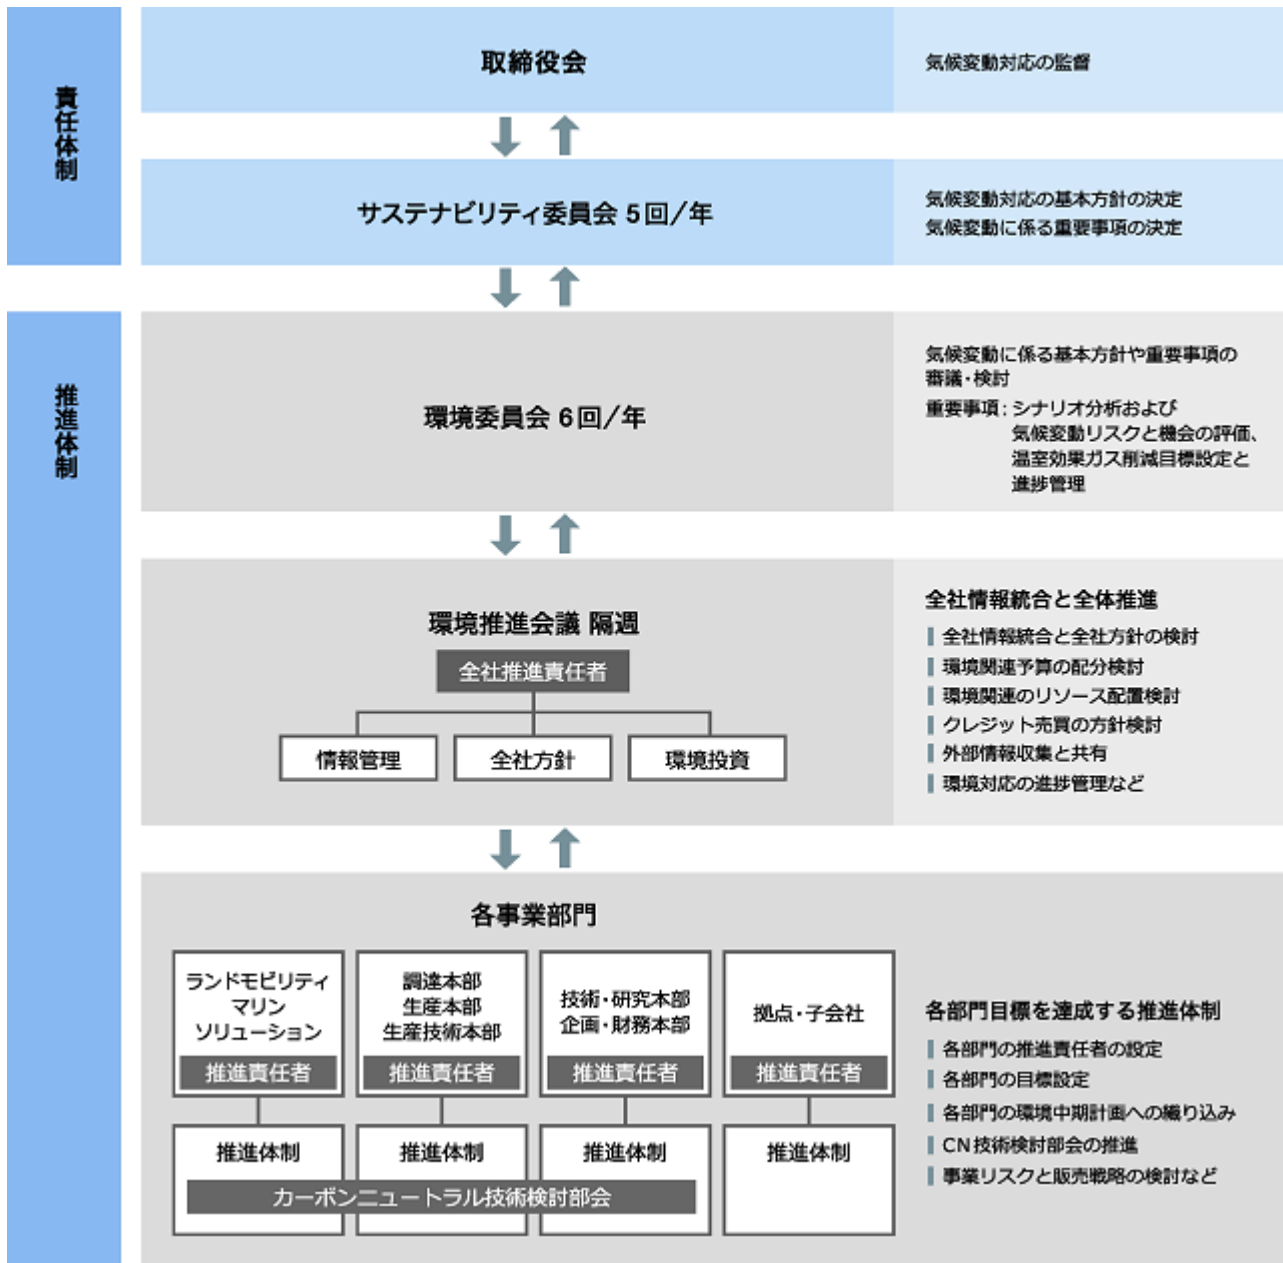 責任体制
取締役会
気候変動対応の監督
サステナビリティ委員会 5回/年
気候変動対応の基本方針の決定
気候変動に係る重要事項の決定
推進体制
環境委員会 6回/年
気候変動に係る基本方針や重要事項の
審議・検討
重要事項：シナリオ分析および
気候変動リスクと機会の評価、
温室効果ガス削減目標設定と
進捗管理
環境推進会議 隔週
全社推進責任者
情報管理
全社方針
環境投資
全社情報統合と全体推進
全社情報統合と全社方針の検討
環境関連予算の配分検討
環境関連のリソース配置検討
クレジット売買の方針検討
外部情報収集と共有
環境対応の進捗管理など
各事業部門
ランドモビリティ
マリン
ソリューション
推進責任者
調達本部
生産本部
生産技術本部
推進責任者
技術・研究本部
企画・財務本部
推進責任者
拠点・子会社
推進責任者
推進体制
推進体制
推進体制
推進体制
カーボンニュートラル技術検討部会
各部門目標を達成する推進体制
各部門の推進責任者の設定
各部門の目標設定
各部門の環境中期計画への織り込み
CN技術検討部会の推進
事業リスクと販売戦略の検討など